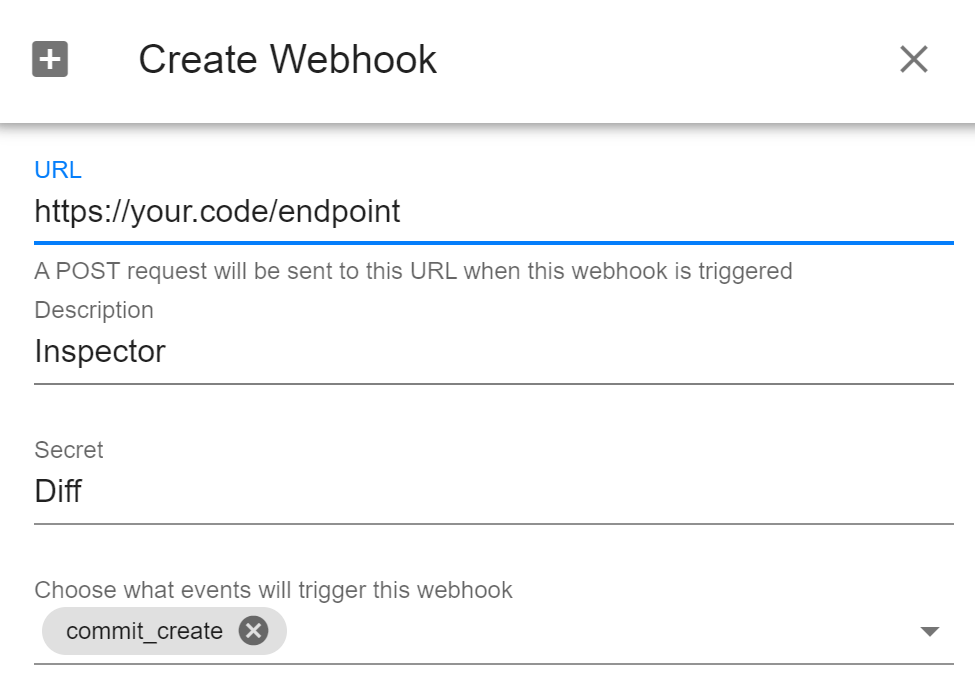 Create Webhook
URL
https://your.code/endpoint
A POST request will be sent to this URL when this webhook is triggered
Description
Inspector
Secret
Diff
Choose what events will trigger this webhook
commit_create